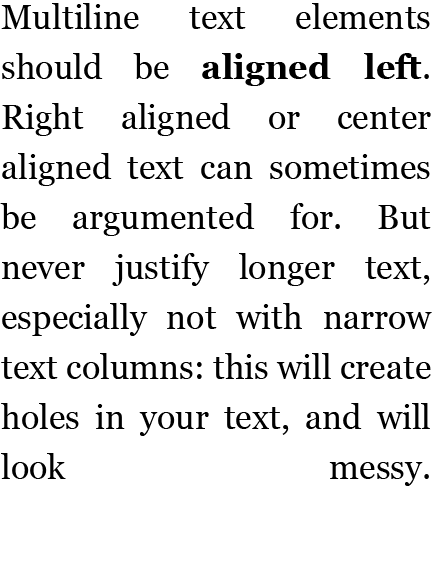 Multiline text elements
should be aligned left.
Right aligned or center
aligned text can sometimes
be argumented for. But
never justify longer text,
especially not with narrow
text columns: this will create
holes in your text, and will
look messy.